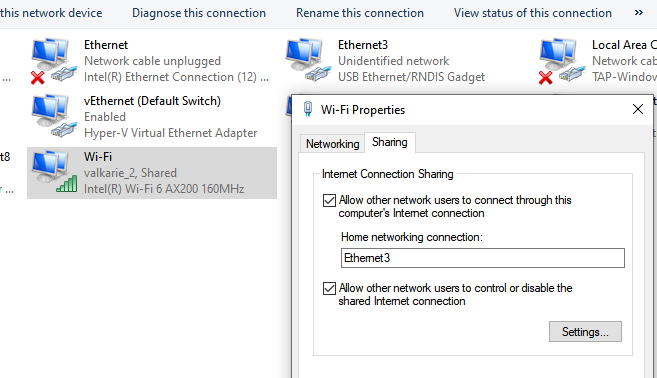 this network device Diagnose this connection Rename this connection View status of this connection »
Ethernet
Network cable unplugged
Intel(R) Ethernet Connection (12) ...
Ethernet3
Unidentified network
USB Ethernet/RNDIS Gadget
Local Area C
Network cab
TAP-Window
vEthernet (Default Switch)
Enabled
Hyper-V Virtual Ethernet Adapter
et8
r ...
Wi-Fi
valkarie_2, Shared
Intel(R) Wi-Fi 6 AX200 160MHz
Wi-Fi Properties
Networking Sharing
Internet Connection Sharing
Allow other network users to connect through this
computer's Internet connection
Home networking connection:
Ethernet3
Allow other network users to control or disable the
shared Internet connection
Settings...